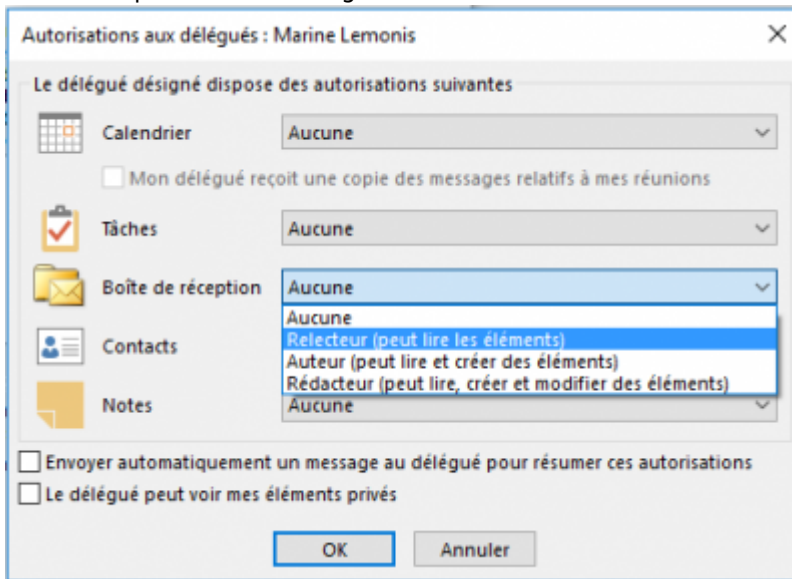 Autorisations aux délégués : Marine Lemonis
Le délégué désigné dispose des autorisations suivantes
Calendrier Aucune
Mon délégué reçoit une copie des messages relatifs à mes réunions
Tâches Aucune
Boîte de réception Aucune
Aucune
Relecteur (peut lire les éléments)
Contacts
Auteur (peut lire et créer des éléments)
Rédacteur (peut lire, créer et modifier des éléments)
Notes Aucune
Envoyer automatiquement un message au délégué pour résumer ces autorisations
Le délégué peut voir mes éléments privés
OK Annuler